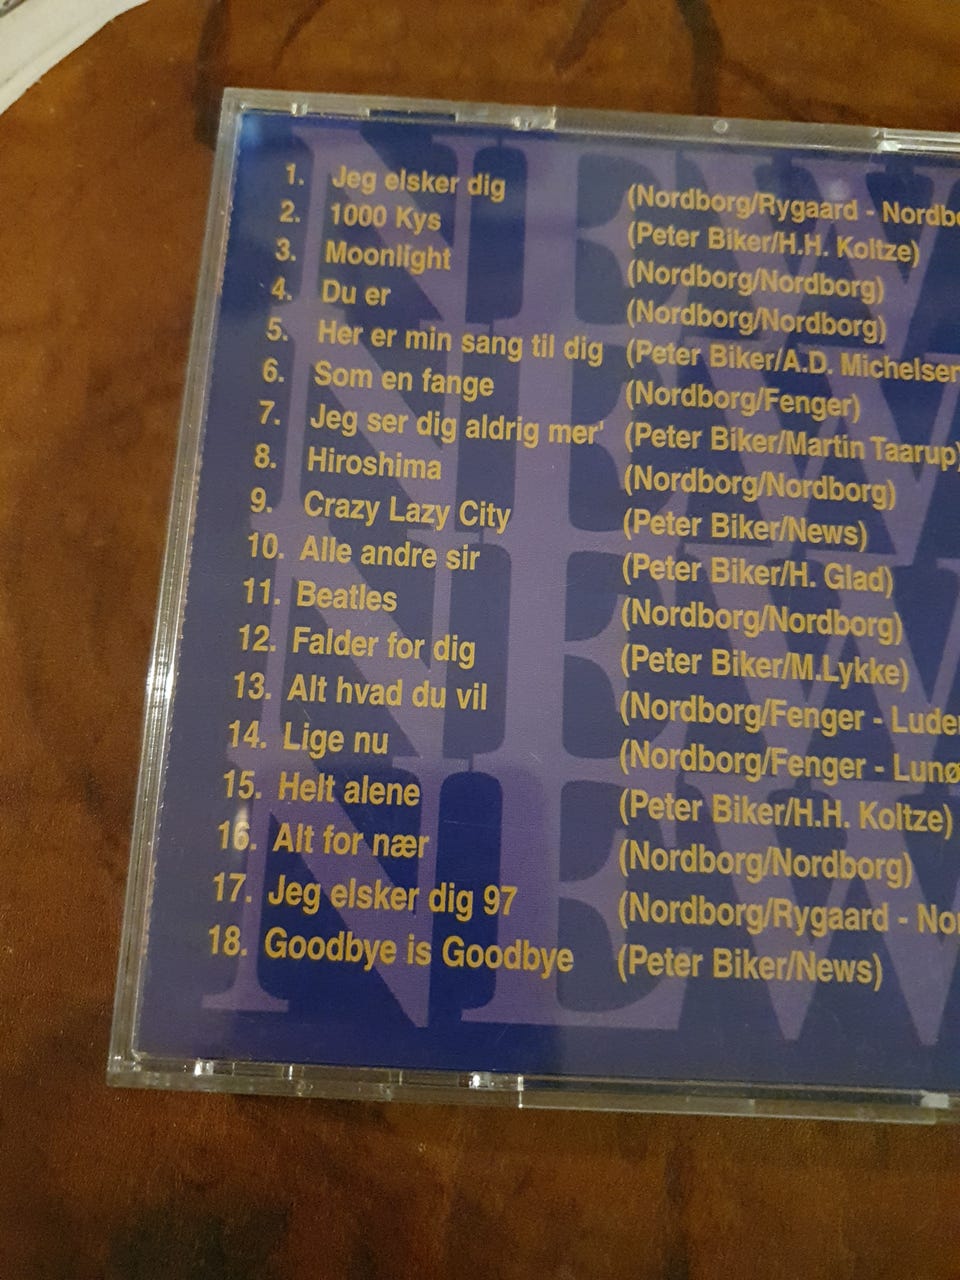 1. Jeg elsker dig (Nordborg/Rygaard -
2. 1000 Kys (Peter Biker/H.H. Koltze)
3. Moonlight (Nordborg/Nordborg)
4. Du er (Nordborg/Nordborg)
5. Her er min sang til dig (Peter Biker/A.D. Michelsen
6. Som en fange (Nordborg/Fenger)
7. Jeg ser dig aldrig mer' (Peter Biker/Martin Taarup)
8. Hiroshima (Nordborg/Nordborg)
9. Crazy Lazy City (Peter Biker/News)
10. Alle andre sir (Peter Biker/H. Glad)
11. Beatles (Nordborg/Nordborg)
12. Falder for dig (Peter Biker/M.Lykke)
13. Alt hvad du vil (Nordborg/Fenger -
14. Lige nu (Nordborg/Fenger -
15. Helt alene (Peter Biker/H.H. Koltze)
16. Alt for nær (Nordborg/Nordborg)
17. Jeg elsker dig 97 (Nordborg/Rygaard -
18. Goodbye is Goodbye (Peter Biker/News)
NEW
NEW
NEW
NEW